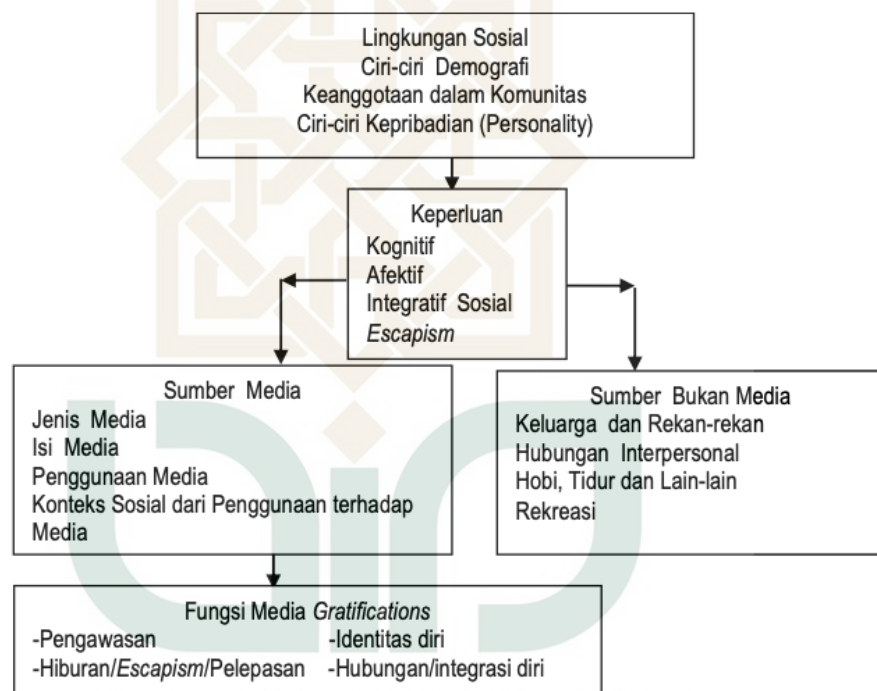 Lingkungan Sosial
Ciri-ciri Demografi
Keanggotaan dalam Komunitas
Ciri-ciri Kepribadian (Personality)
Keperluan
Kognitif
Afektif
Integratif Sosial
Escapism
Sumber Media
Jenis Media
Isi Media
Penggunaan Media
Konteks Sosial dari Penggunaan terhadap
Media
Sumber Bukan Media
Keluarga dan Rekan-rekan
Hubungan Interpersonal
Hobi, Tidur dan Lain-lain
Rekreasi
Fungsi Media Gratifications
-Pengawasan -Identitas diri
-Hiburan/Escapism/Pelepasan -Hubungan/integrasi diri